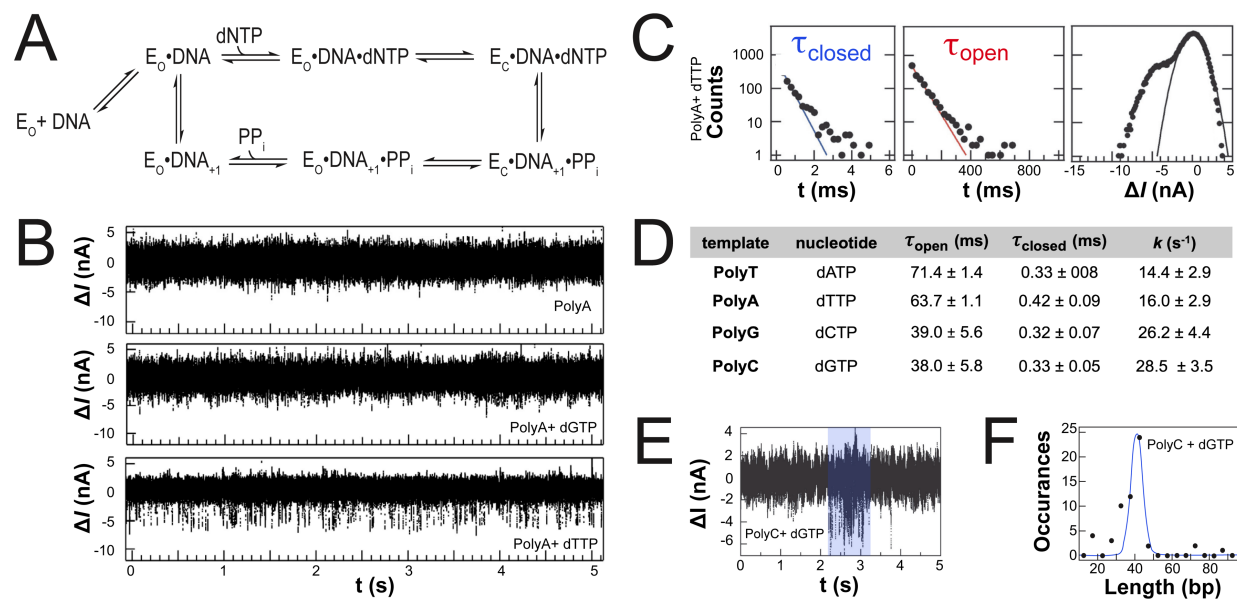 A
dNTP
E_O•DNA
E_O•DNA•dNTP
E_C•DNA•dNTP
E_O+ DNA
PP_i
E_O•DNA_+1
E_O•DNA_+1•PP_i
E_C•DNA_+1•PP_i
B
ΔI (nA)
5
0
-5
-10
PolyA
ΔI (nA)
5
0
-5
-10
PolyA+ dGTP
ΔI (nA)
5
0
-5
-10
PolyA+ dTTP
0 1 2 3 4 5
t (s)
C
PolyA+ dTTP
Counts
1000
100
10
1
τclosed
τopen
0 2 4 6
t (ms)
0 400 800
t (ms)
-15 -10 -5 0 5
ΔI (nA)
D
template nucleotide τopen (ms) τclosed (ms) k (s-1)
PolyT dATP 71.4 ± 1.4 0.33 ± 008 14.4 ± 2.9
PolyA dTTP 63.7 ± 1.1 0.42 ± 0.09 16.0 ± 2.9
PolyG dCTP 39.0 ± 5.6 0.32 ± 0.07 26.2 ± 4.4
PolyC dGTP 38.0 ± 5.8 0.33 ± 0.05 28.5 ± 3.5
E
ΔI (nA)
4
2
0
-2
-4
-6
PolyC+ dGTP
0 1 2 3 4 5
t (s)
F
Occurances
25
20
15
10
5
0
PolyC + dGTP
20 40 60 80
Length (bp)